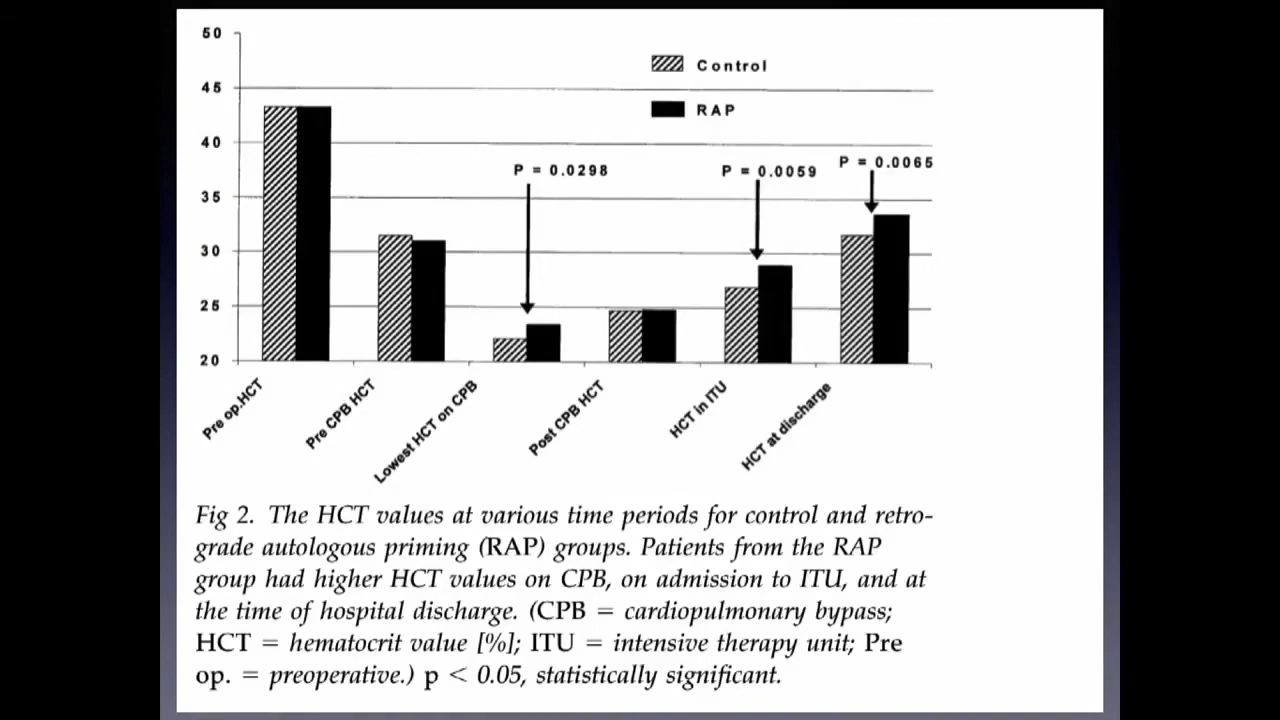 50
45
40
35
30
25
20
Control
RAP
P = 0.0298
P = 0.0059
P = 0.0065
Pre op.HCT
Pre CPB HCT
Lowest HCT on CPB
Post CPB HCT
HCT in ITU
HCT at discharge
Fig 2. The HCT values at various time periods for control and retro-
grade autologous priming (RAP) groups. Patients from the RAP
group had higher HCT values on CPB, on admission to ITU, and at
the time of hospital discharge. (CPB = cardiopulmonary bypass;
HCT = hematocrit value [%]; ITU = intensive therapy unit; Pre
op. = preoperative.) p < 0.05, statistically significant.